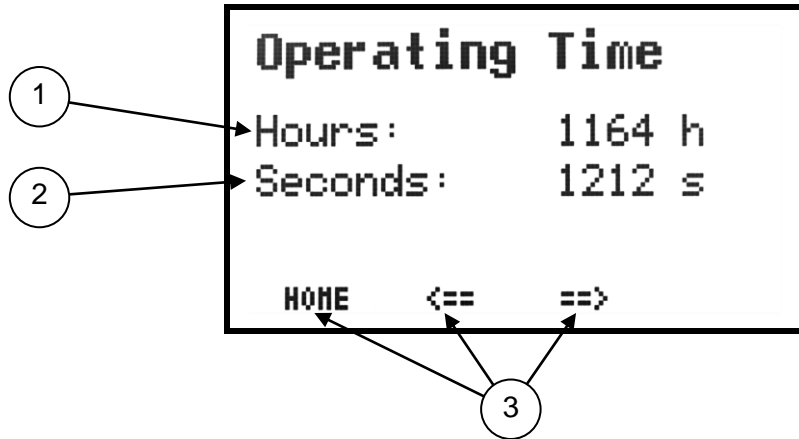 Operating Time
1
Hours: 1164 h
2
Seconds: 1212 s
HOME <== ==>
3